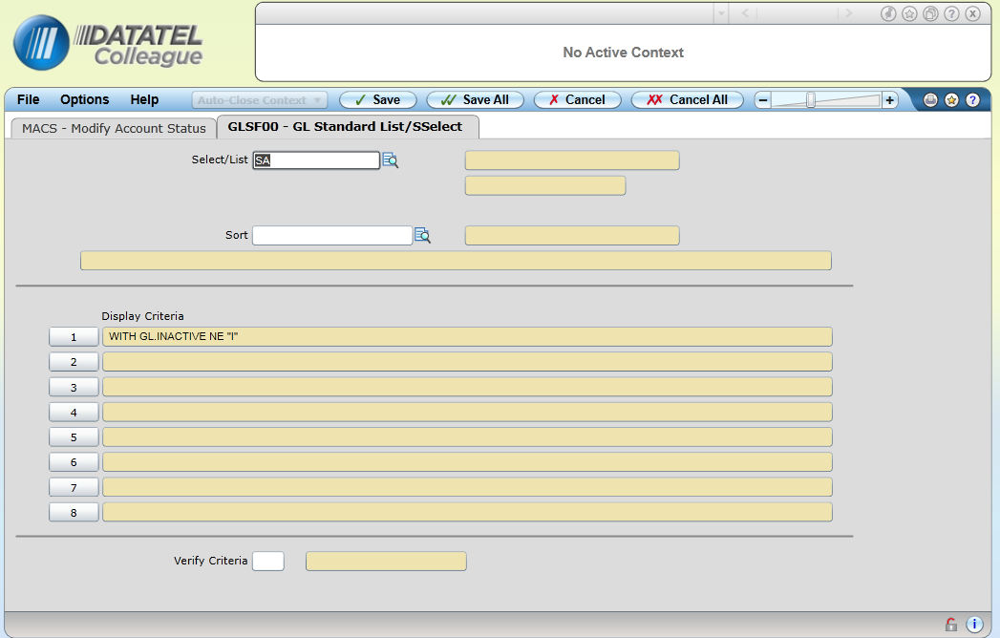 DATATEL
Colleague
No Active Context
File Options Help Auto-Close Context Save Save All Cancel Cancel All - + ?
MACS - Modify Account Status GLSF00 - GL Standard List/SSelect
Select/List SA
Sort
Display Criteria
1 WITH GL.INACTIVE NE "I"
2
3
4
5
6
7
8
Verify Criteria